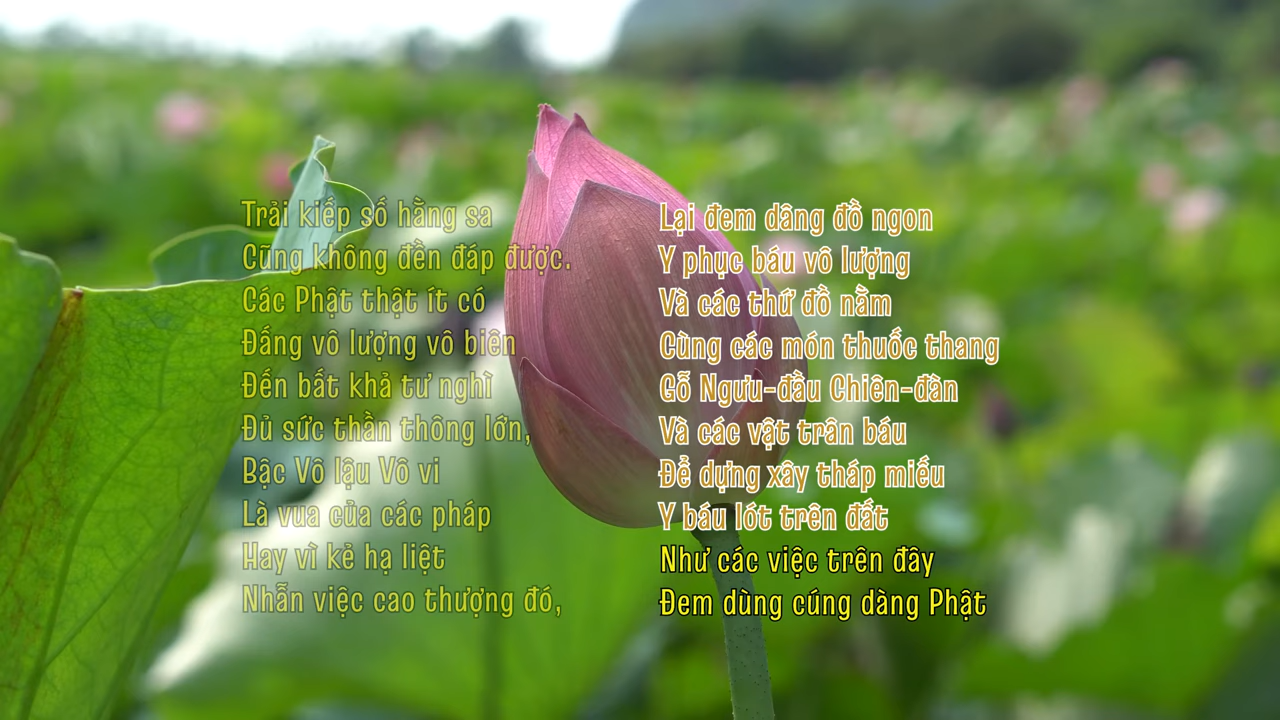 Trải kiếp số hằng sa
Cũng không đền đáp được.
Các Phật thật ít có
Đấng vô lượng vô biên
Đến bất khả tư nghì
Đủ sức thần thông lớn,
Bậc Vô lậu Vô vi
Là vua của các pháp
Hay vì kẻ hạ liệt
Nhẫn việc cao thượng đó,
Lại đem dâng đồ ngon
Y phục báu vô lượng
Và các thứ đồ nằm
Cùng các món thuốc thang
Gỗ Ngưu-đầu Chiên-đàn
Và các vật trân báu
Để dựng xây tháp miếu
Y báu lót trên đất
Như các việc trên đây
Đem dùng cúng dàng Phật